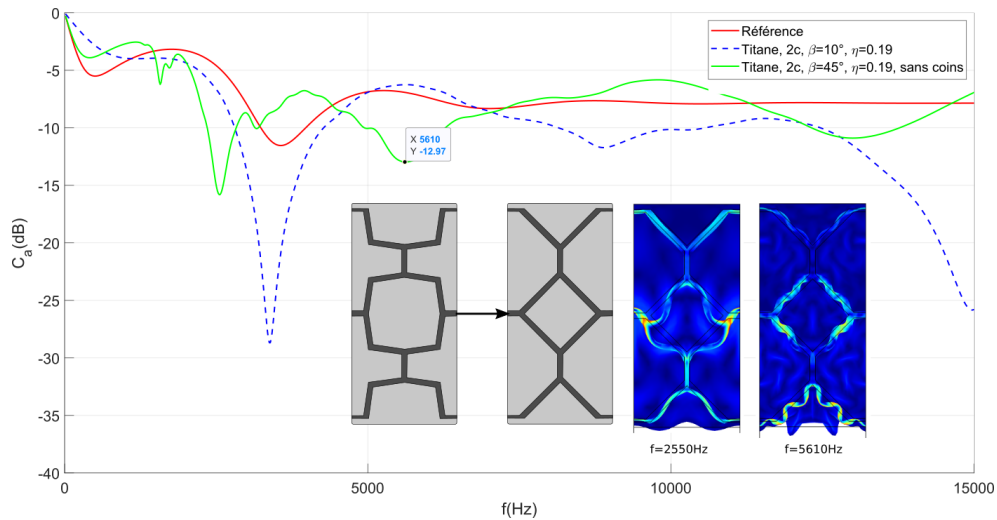 0
-5
-10
-15
-20
-25
-30
-35
-40
C_a(dB)
Référence
Titane, 2c, β=10°, η=0.19
Titane, 2c, β=45°, η=0.19, sans coins
X 5610
Y -12.97
f=2550Hz
f=5610Hz
0
5000
10000
15000
f(Hz)